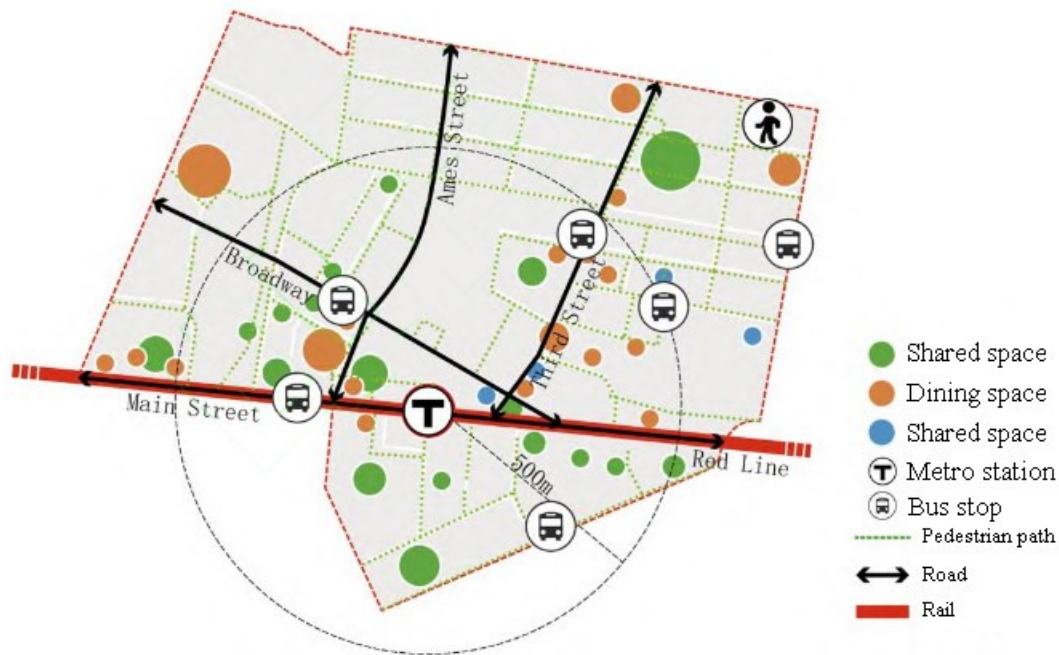 Ames Street
Broadway
Third Street
Main Street
T
Red Line
500m
Shared space
Dining space
Shared space
T Metro station
Bus stop
Pedestrian path
Road
Rail